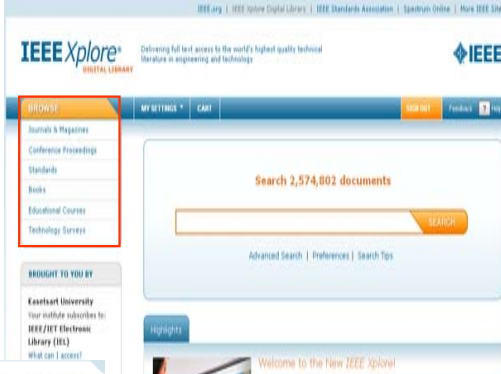 IEEE.org | IEEE Xplore Digital Library | IEEE Standards Association | Spectrum Online | More IEEE Site
IEEE Xplore®
DIGITAL LIBRARY
Delivering full text access to the world's highest quality technical
literature in engineering and technology
IEEE
BROWSE
MY SETTINGS
CART
SIGN OUT
Feedback
? Help
Journals & Magazines
Conference Proceedings
Standards
Books
Educational Courses
Technology Surveys
Search 2,574,802 documents
SEARCH
Advanced Search | Preferences | Search Tips
BROUGHT TO YOU BY
Kasetsart University
Your institute subscribes to:
IEEE/IET Electronic
Library (IEL)
What can I access?
Highlights
Welcome to the New IEEE Xplore!